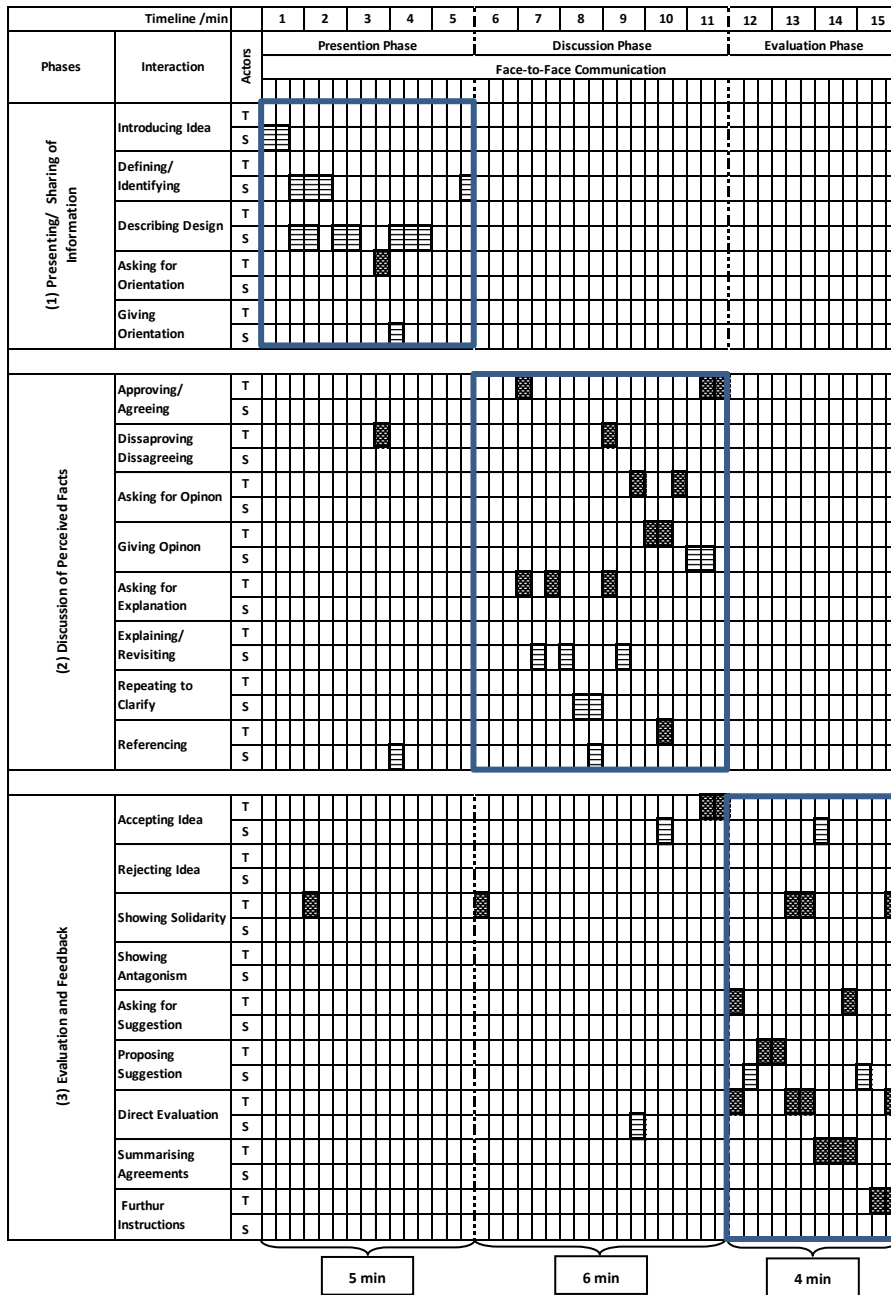 Timeline /min 1 2 3 4 5 6 7 8 9 10 11 12 13 14 15
Phases Interaction Actors Presention Phase Discussion Phase Evaluation Phase
Face-to-Face Communication
(1) Presenting/ Sharing of Information
Introducing Idea T
S
Defining/ T
Identifying S
Describing Design T
S
Asking for T
Orientation S
Giving T
Orientation S
(2) Discussion of Perceived Facts
Approving/ T
Agreeing S
Dissaproving T
Dissagreeing S
Asking for Opinon T
S
Giving Opinon T
S
Asking for T
Explanation S
Explaining/ T
Revisiting S
Repeating to T
Clarify S
Referencing T
S
(3) Evaluation and Feedback
Accepting Idea T
S
Rejecting Idea T
S
Showing Solidarity T
S
Showing T
Antagonism S
Asking for T
Suggestion S
Proposing T
Suggestion S
Direct Evaluation T
S
Summarising T
Agreements S
Furthur T
Instructions S
5 min 6 min 4 min